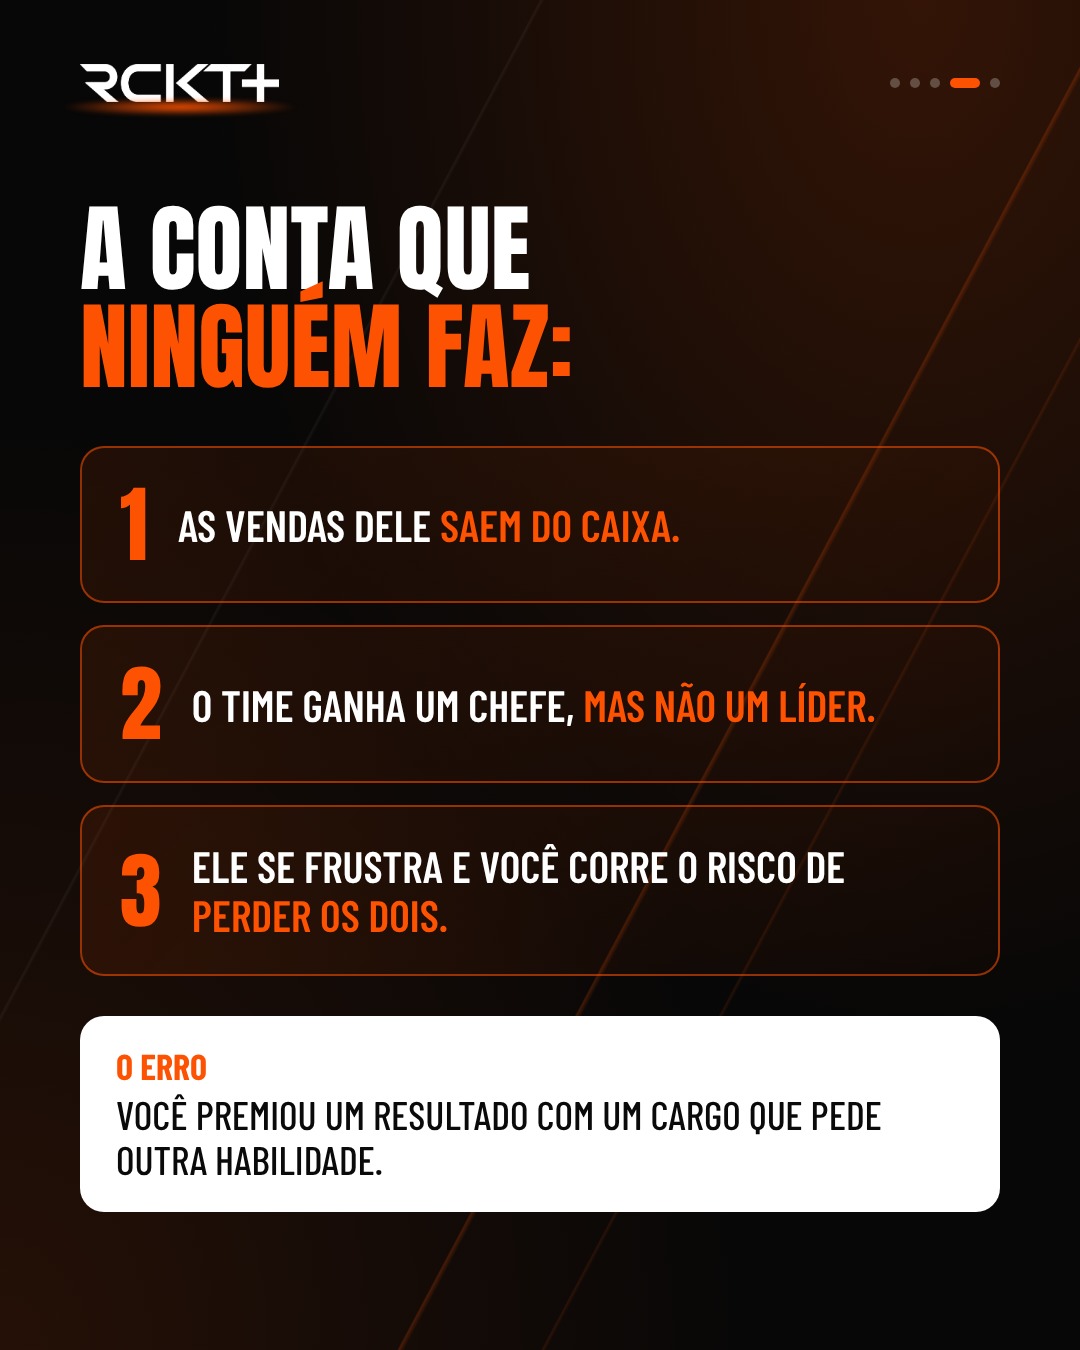 RCKT+
A CONTA QUE
NINGUÉM FAZ:
1 AS VENDAS DELE SAEM DO CAIXA.
2 O TIME GANHA UM CHEFE, MAS NÃO UM LÍDER.
3 ELE SE FRUSTRA E VOCÊ CORRE O RISCO DE
PERDER OS DOIS.
O ERRO
VOCÊ PREMIOU UM RESULTADO COM UM CARGO QUE PEDE
OUTRA HABILIDADE.